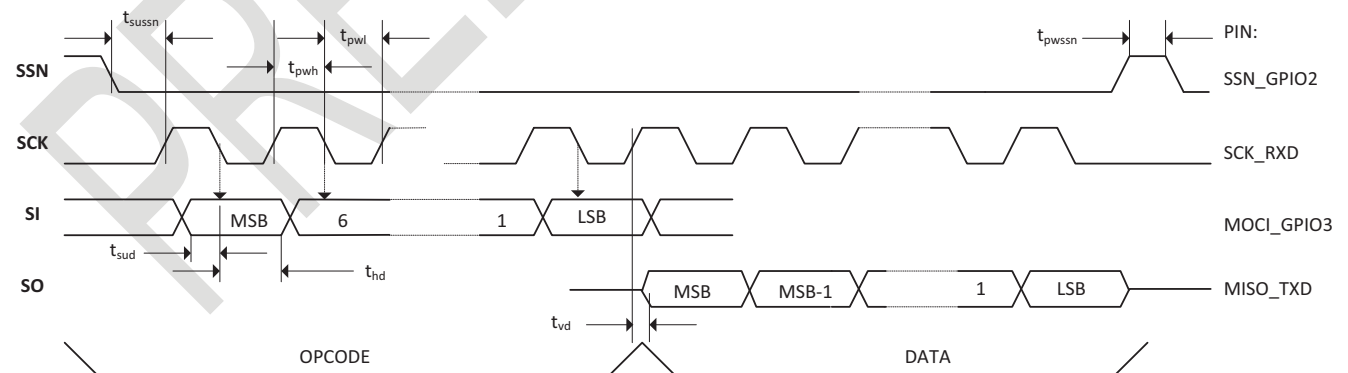 t_sussn
t_pwl
t_pwssn
PIN:
t_pwh
SSN
SSN_GPIO2
SCK
SCK_RXD
SI
MSB
6
1
LSB
MOCI_GPIO3
t_sud
t_hd
SO
MSB
MSB-1
1
LSB
MISO_TXD
t_vd
OPCODE
DATA
PRE